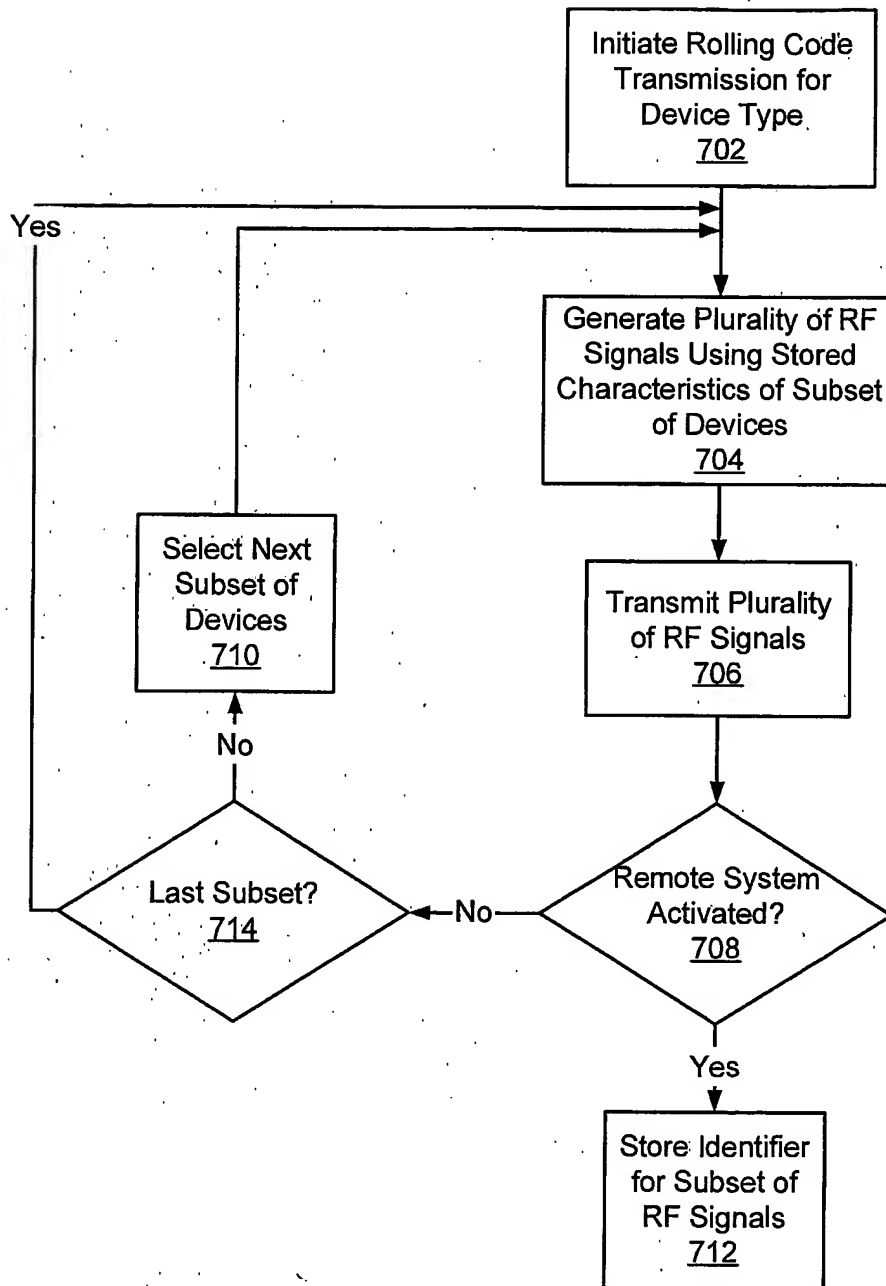 Initiate Rolling Code
Transmission for
Device Type
702
Yes
Generate Plurality of RF
Signals Using Stored
Characteristics of Subset
of Devices
704
Select Next
Subset of
Devices
710
Transmit Plurality
of RF Signals
706
No
Last Subset?
714
No
Remote System
Activated?
708
Yes
Store Identifier
for Subset of
RF Signals
712